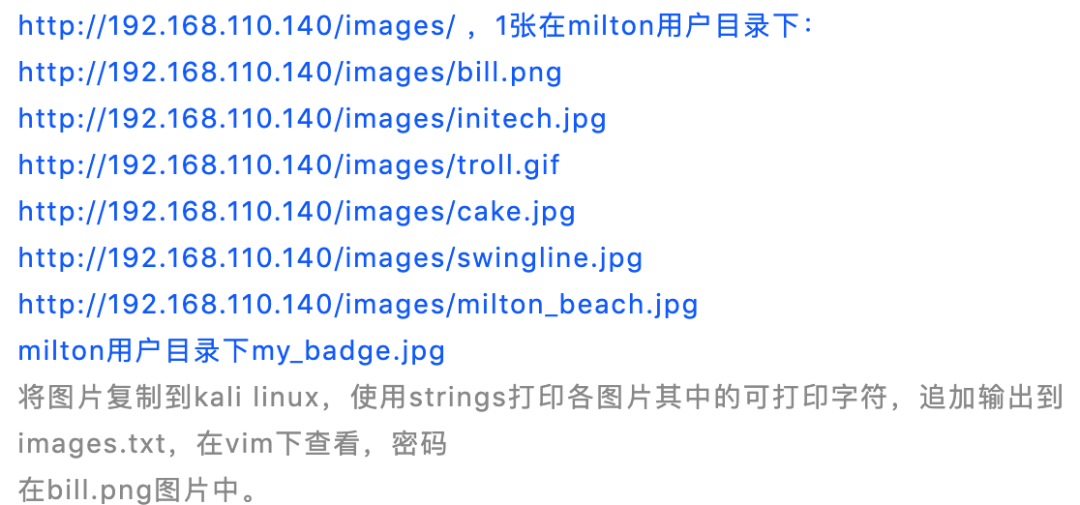 http://192.168.110.140/images/ ，1张在milton用户目录下：
http://192.168.110.140/images/bill.png
http://192.168.110.140/images/initech.jpg
http://192.168.110.140/images/troll.gif
http://192.168.110.140/images/cake.jpg
http://192.168.110.140/images/swingline.jpg
http://192.168.110.140/images/milton_beach.jpg
milton用户目录下my_badge.jpg
将图片复制到kali linux，使用strings打印各图片其中的可打印字符，追加输出到
images.txt，在vim下查看，密码
在bill.png图片中。